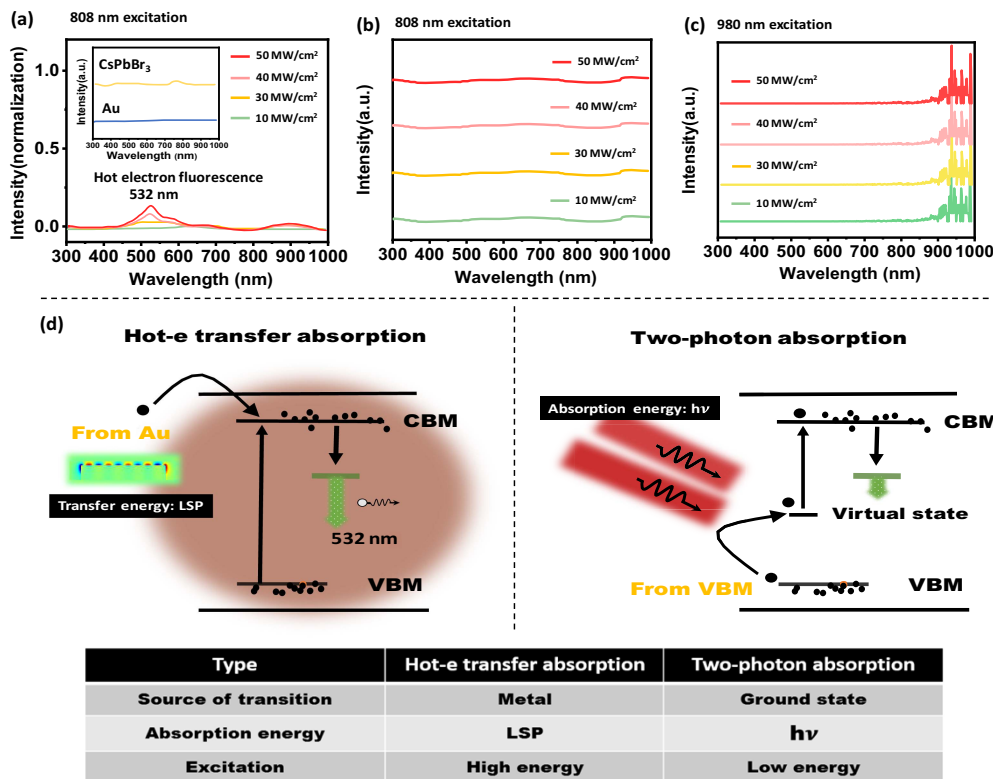 (a)
808 nm excitation
Intensity(normalization)
1.0
0.5
0.0
300 400 500 600 700 800 900 1000
Wavelength (nm)
50 MW/cm²
40 MW/cm²
30 MW/cm²
10 MW/cm²
CsPbBr₃
Au
Intensity(a.u.)
300 400 500 600 700 800 900 1000
Wavelength (nm)
Hot electron fluorescence
532 nm
(b)
808 nm excitation
Intensity(a.u.)
50 MW/cm²
40 MW/cm²
30 MW/cm²
10 MW/cm²
300 400 500 600 700 800 900 1000
Wavelength (nm)
(c)
980 nm excitation
Intensity(a.u.)
50 MW/cm²
40 MW/cm²
30 MW/cm²
10 MW/cm²
300 400 500 600 700 800 900 1000
Wavelength (nm)
(d)
Hot-e transfer absorption
CBM
From Au
Transfer energy: LSP
532 nm
VBM
Two-photon absorption
Absorption energy: hν
CBM
Virtual state
From VBM
VBM
Type Hot-e transfer absorption Two-photon absorption
Source of transition Metal Ground state
Absorption energy LSP hν
Excitation High energy Low energy